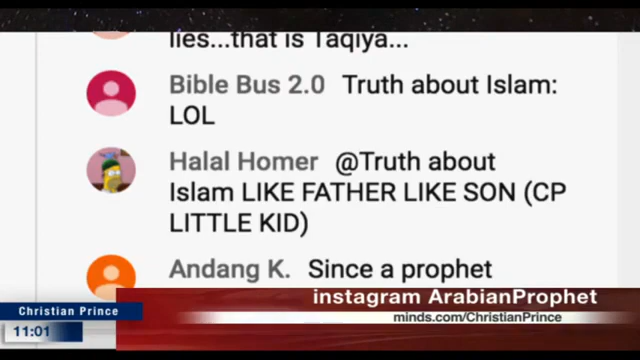 lies...that is Taqiya...
Bible Bus 2.0 Truth about Islam:
LOL
Halal Homer @Truth about
Islam LIKE FATHER LIKE SON (CP
LITTLE KID)
Andang K. Since a prophet
instagram ArabianProphet
Christian Prince
minds.com/ChristianPrince
11:01